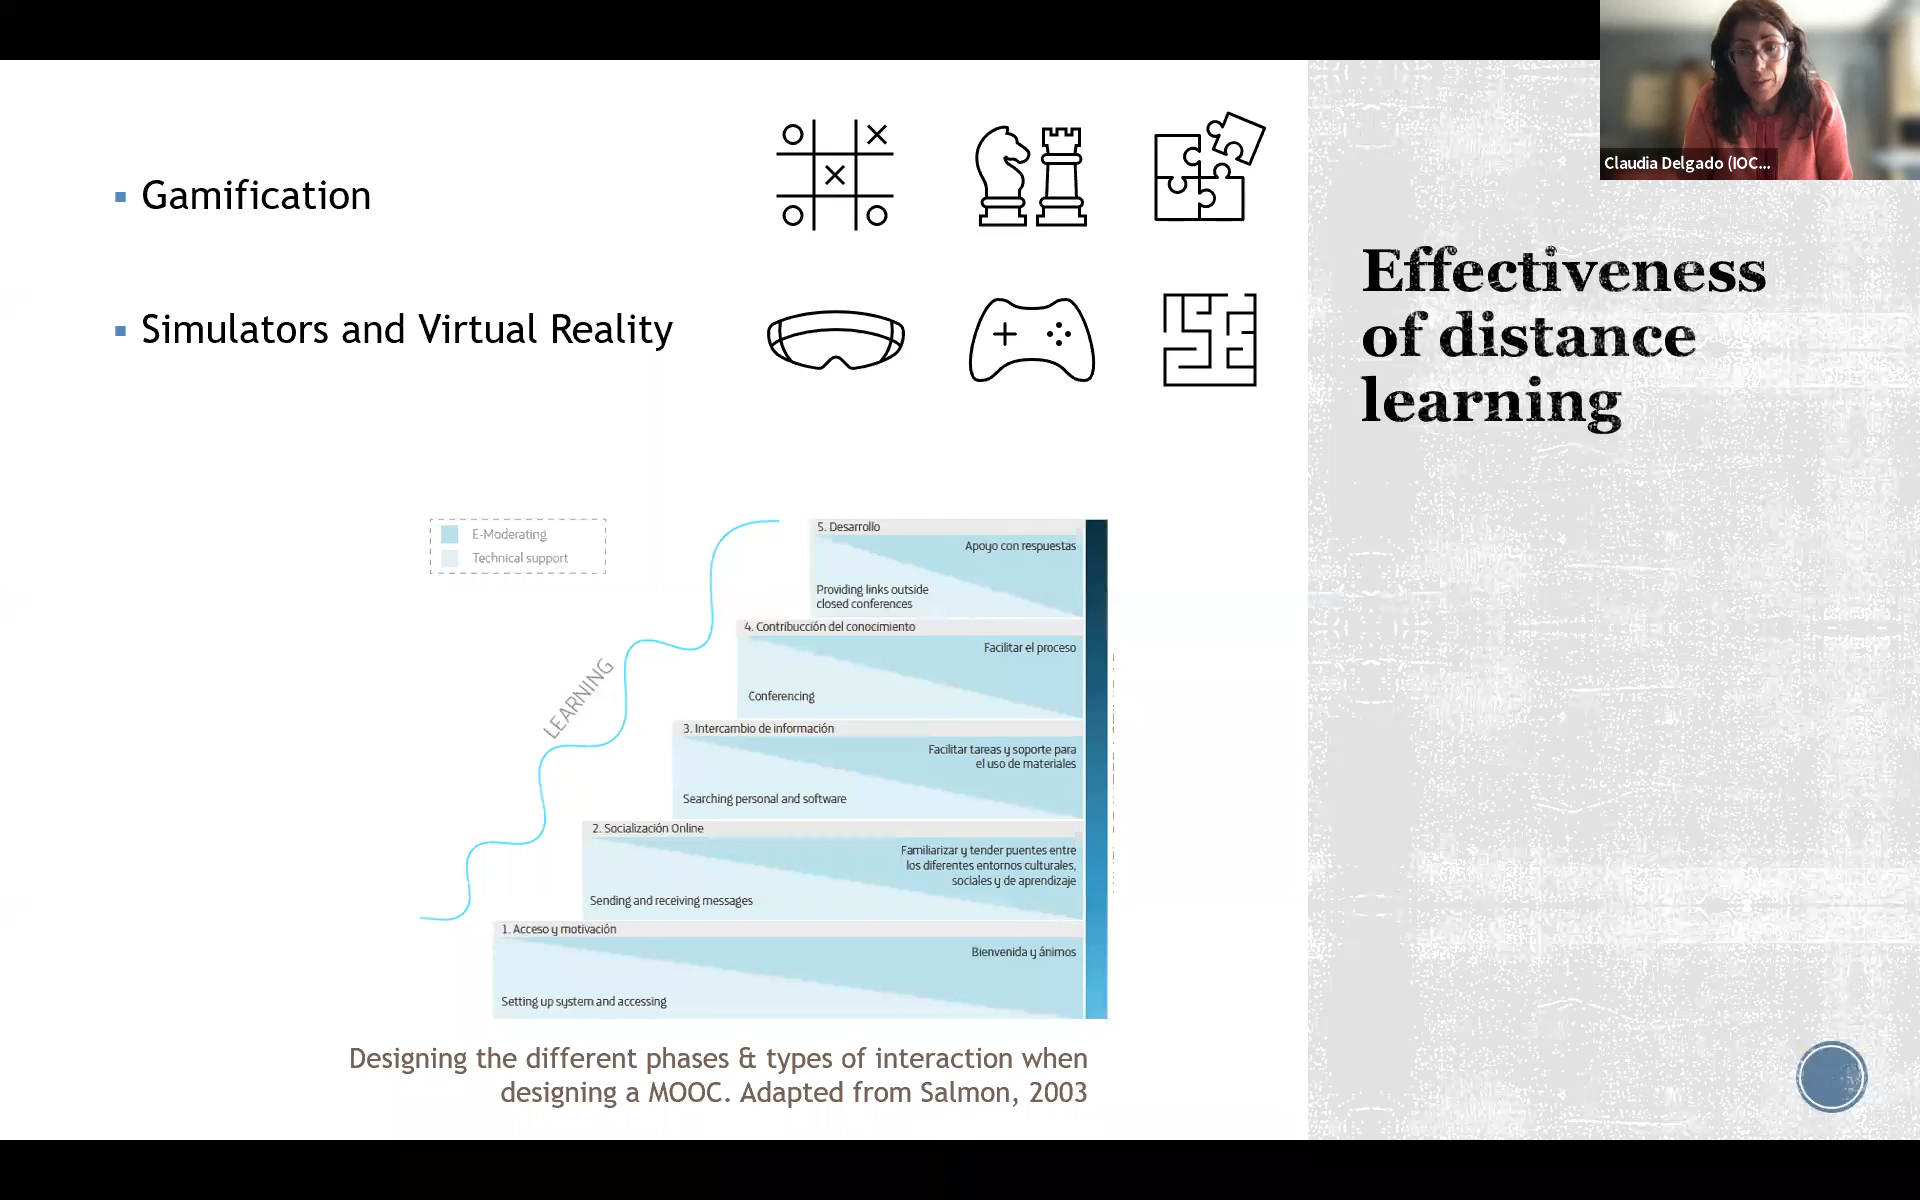 Gamification
Simulators and Virtual Reality
Claudia Delgado (IOC...
Effectiveness
of distance
learning
E-Moderating
Technical support
LEARNING
5. Desarrollo
Apoyo con respuestas
Providing links outside
closed conferences
4. Contribucción del conocimiento
Facilitar el proceso
Conferencing
3. Intercambio de información
Facilitar tareas y soporte para
el uso de materiales
Searching personal and software
2. Socialización Online
Familiarizar y tender puentes entre
los diferentes entornos culturales,
sociales y de aprendizaje
Sending and receiving messages
1. Acceso y motivación
Bienvenida y ánimos
Setting up system and accessing
Designing the different phases & types of interaction when
designing a MOOC. Adapted from Salmon, 2003